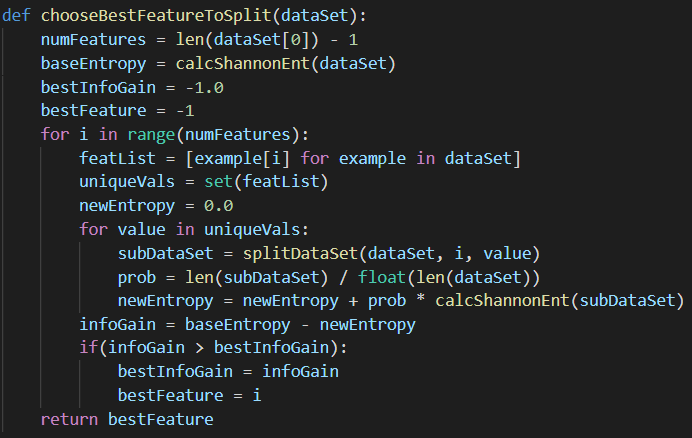 def chooseBestFeatureToSplit(dataSet):
    numFeatures = len(dataSet[0]) - 1
    baseEntropy = calcShannonEnt(dataSet)
    bestInfoGain = -1.0
    bestFeature = -1
    for i in range(numFeatures):
        featList = [example[i] for example in dataSet]
        uniqueVals = set(featList)
        newEntropy = 0.0
        for value in uniqueVals:
            subDataSet = splitDataSet(dataSet, i, value)
            prob = len(subDataSet) / float(len(dataSet))
            newEntropy = newEntropy + prob * calcShannonEnt(subDataSet)
        infoGain = baseEntropy - newEntropy
        if(infoGain > bestInfoGain):
            bestInfoGain = infoGain
            bestFeature = i
    return bestFeature